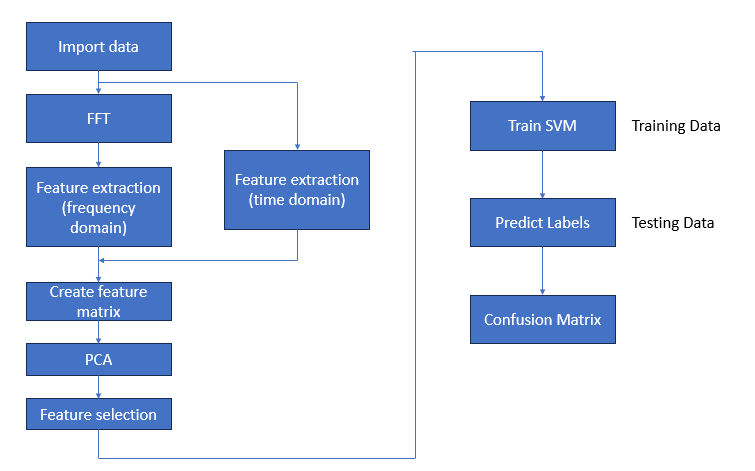 Import data
FFT
Feature extraction
(frequency
domain)
Feature extraction
(time domain)
Create feature
matrix
PCA
Feature selection
Train SVM
Training Data
Predict Labels
Testing Data
Confusion Matrix